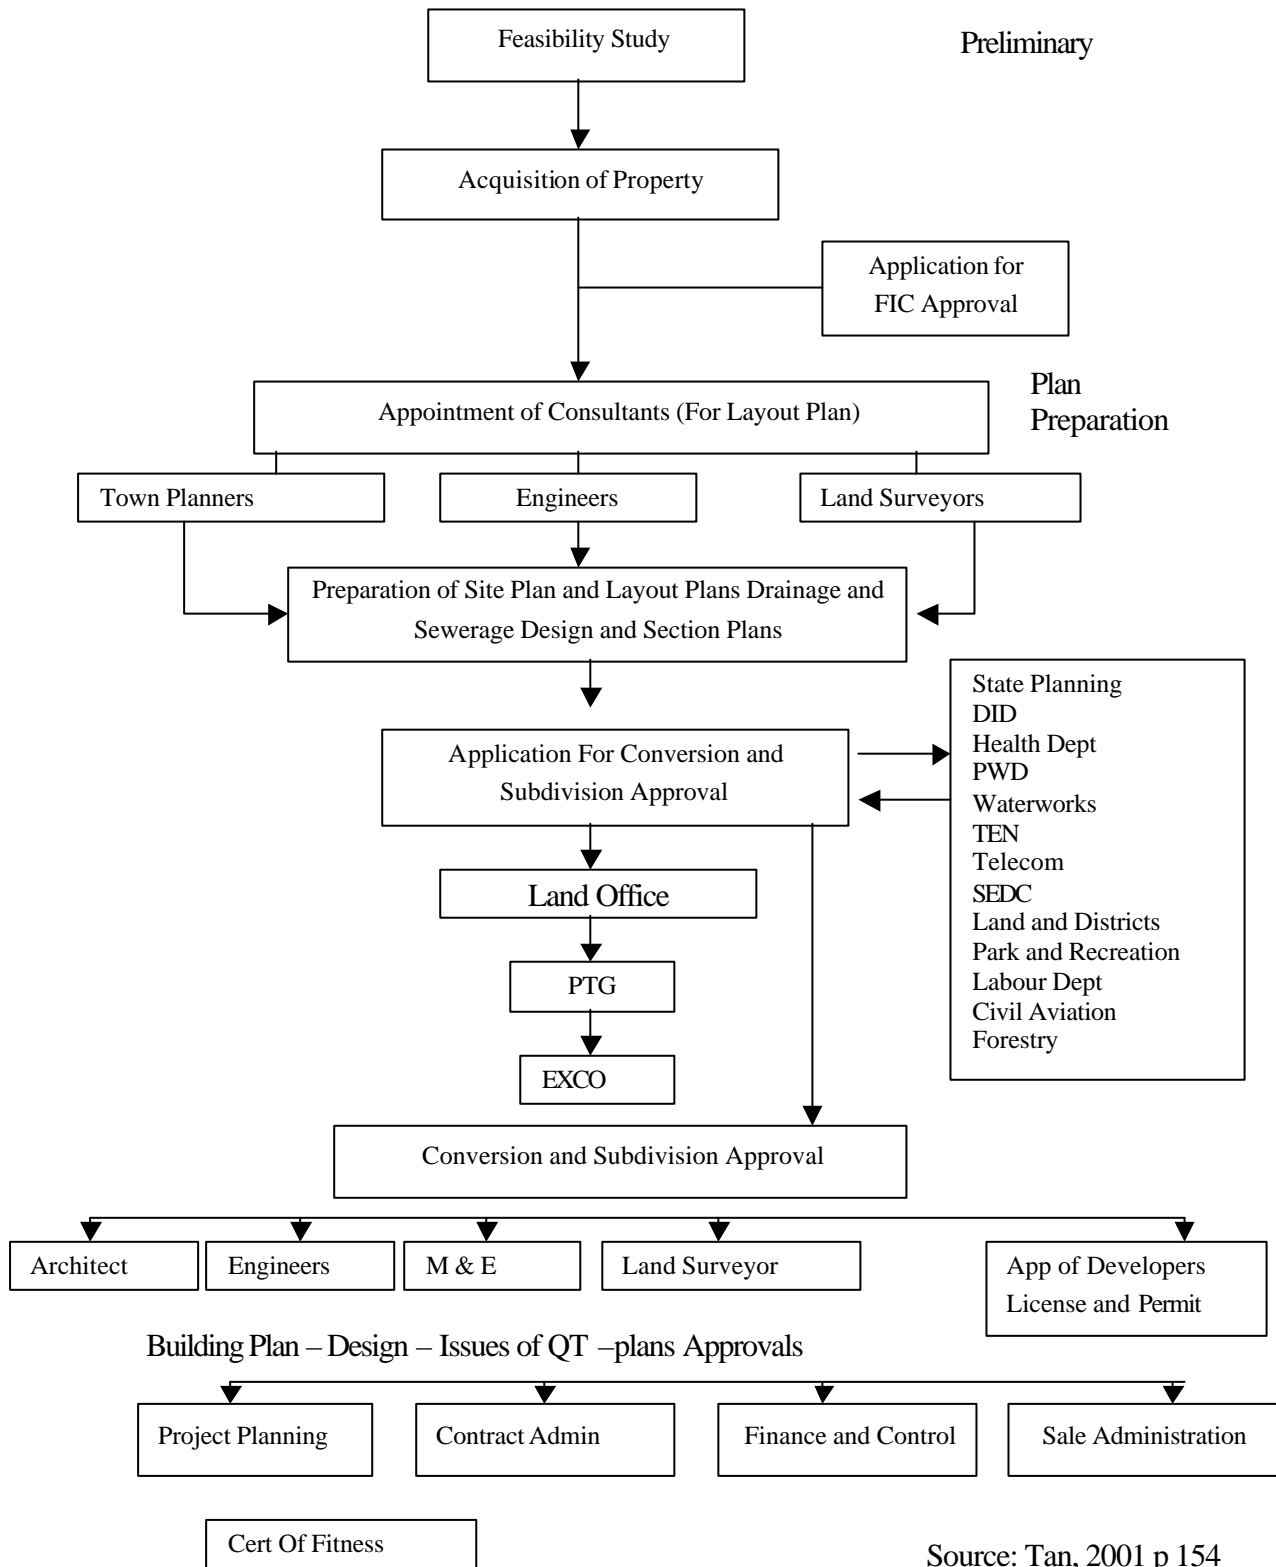 Feasibility Study
Preliminary
Acquisition of Property
Application for
FIC Approval
Plan
Preparation
Appointment of Consultants (For Layout Plan)
Town Planners
Engineers
Land Surveyors
Preparation of Site Plan and Layout Plans Drainage and
Sewerage Design and Section Plans
State Planning
DID
Health Dept
PWD
Waterworks
TEN
Telecom
SEDC
Land and Districts
Park and Recreation
Labour Dept
Civil Aviation
Forestry
Application For Conversion and
Subdivision Approval
Land Office
PTG
EXCO
Conversion and Subdivision Approval
Architect
Engineers
M & E
Land Surveyor
App of Developers
License and Permit
Building Plan – Design – Issues of QT –plans Approvals
Project Planning
Contract Admin
Finance and Control
Sale Administration
Cert Of Fitness
Source: Tan, 2001 p 154